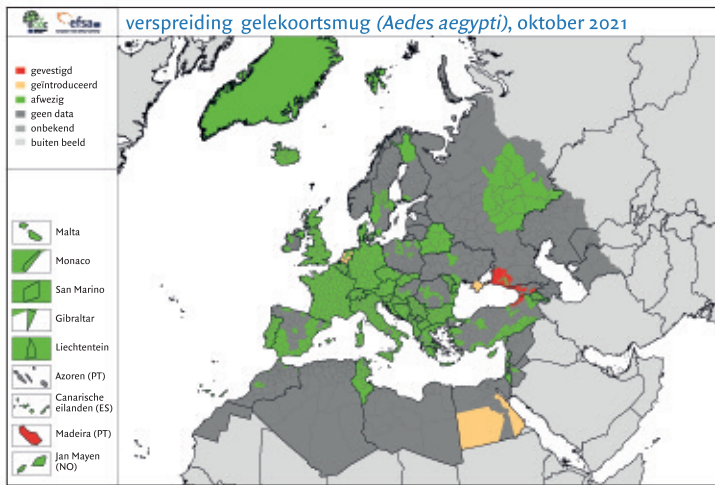 efsa
verspreiding gelekoortsmug (Aedes aegypti), oktober 2021
gevestigd
geïntroduceerd
afwezig
geen data
onbekend
buiten beeld
Malta
Monaco
San Marino
Gibraltar
Liechtentein
Azoren (PT)
Canarische
eilanden (ES)
Madeira (PT)
Jan Mayen
(NO)